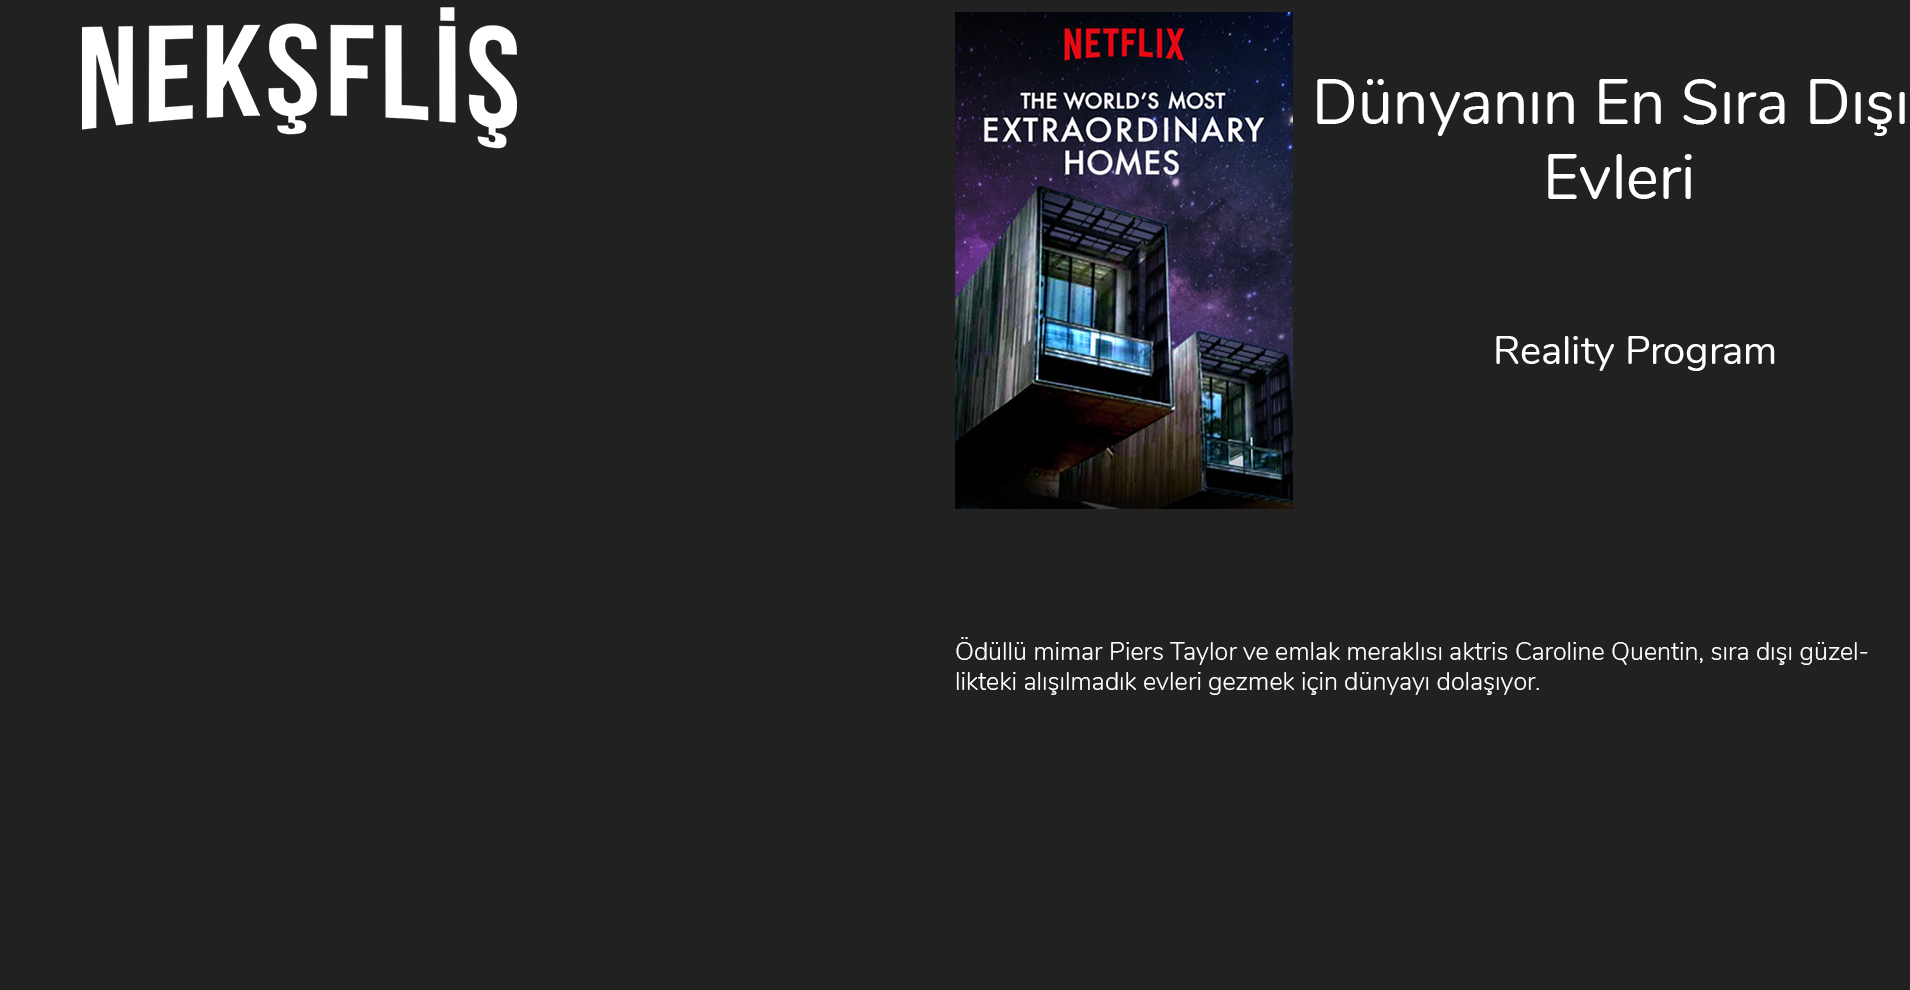 NEKŞFLİŞ
NETFLIX
THE WORLD'S MOST
EXTRAORDINARY
HOMES
Dünyanın En Sıra Dışı
Evleri
Reality Program
Ödüllü mimar Piers Taylor ve emlak meraklısı aktris Caroline Quentin, sıra dışı güzel-
likteki alışılmadık evleri gezmek için dünyayı dolaşıyor.